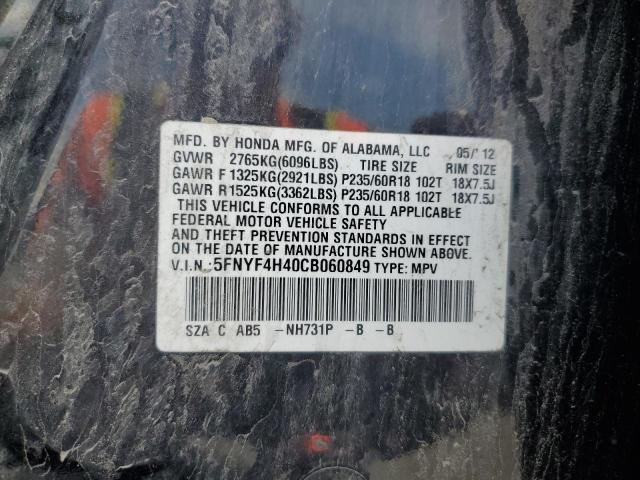 MFD. BY HONDA MFG. OF ALABAMA, LLC 05/12
GVWR 2765KG(6096LBS) TIRE SIZE RIM SIZE
GAWR F 1325KG(2921LBS) P235/60R18 102T 18X7.5J
GAWR R 1525KG(3362LBS) P235/60R18 102T 18X7.5J
THIS VEHICLE CONFORMS TO ALL APPLICABLE
FEDERAL MOTOR VEHICLE SAFETY
AND THEFT PREVENTION STANDARDS IN EFFECT
ON THE DATE OF MANUFACTURE SHOWN ABOVE.
V.I.N.:5FNYF4H40CB060849 TYPE: MPV
SZA C AB5 -NH731P -B -B